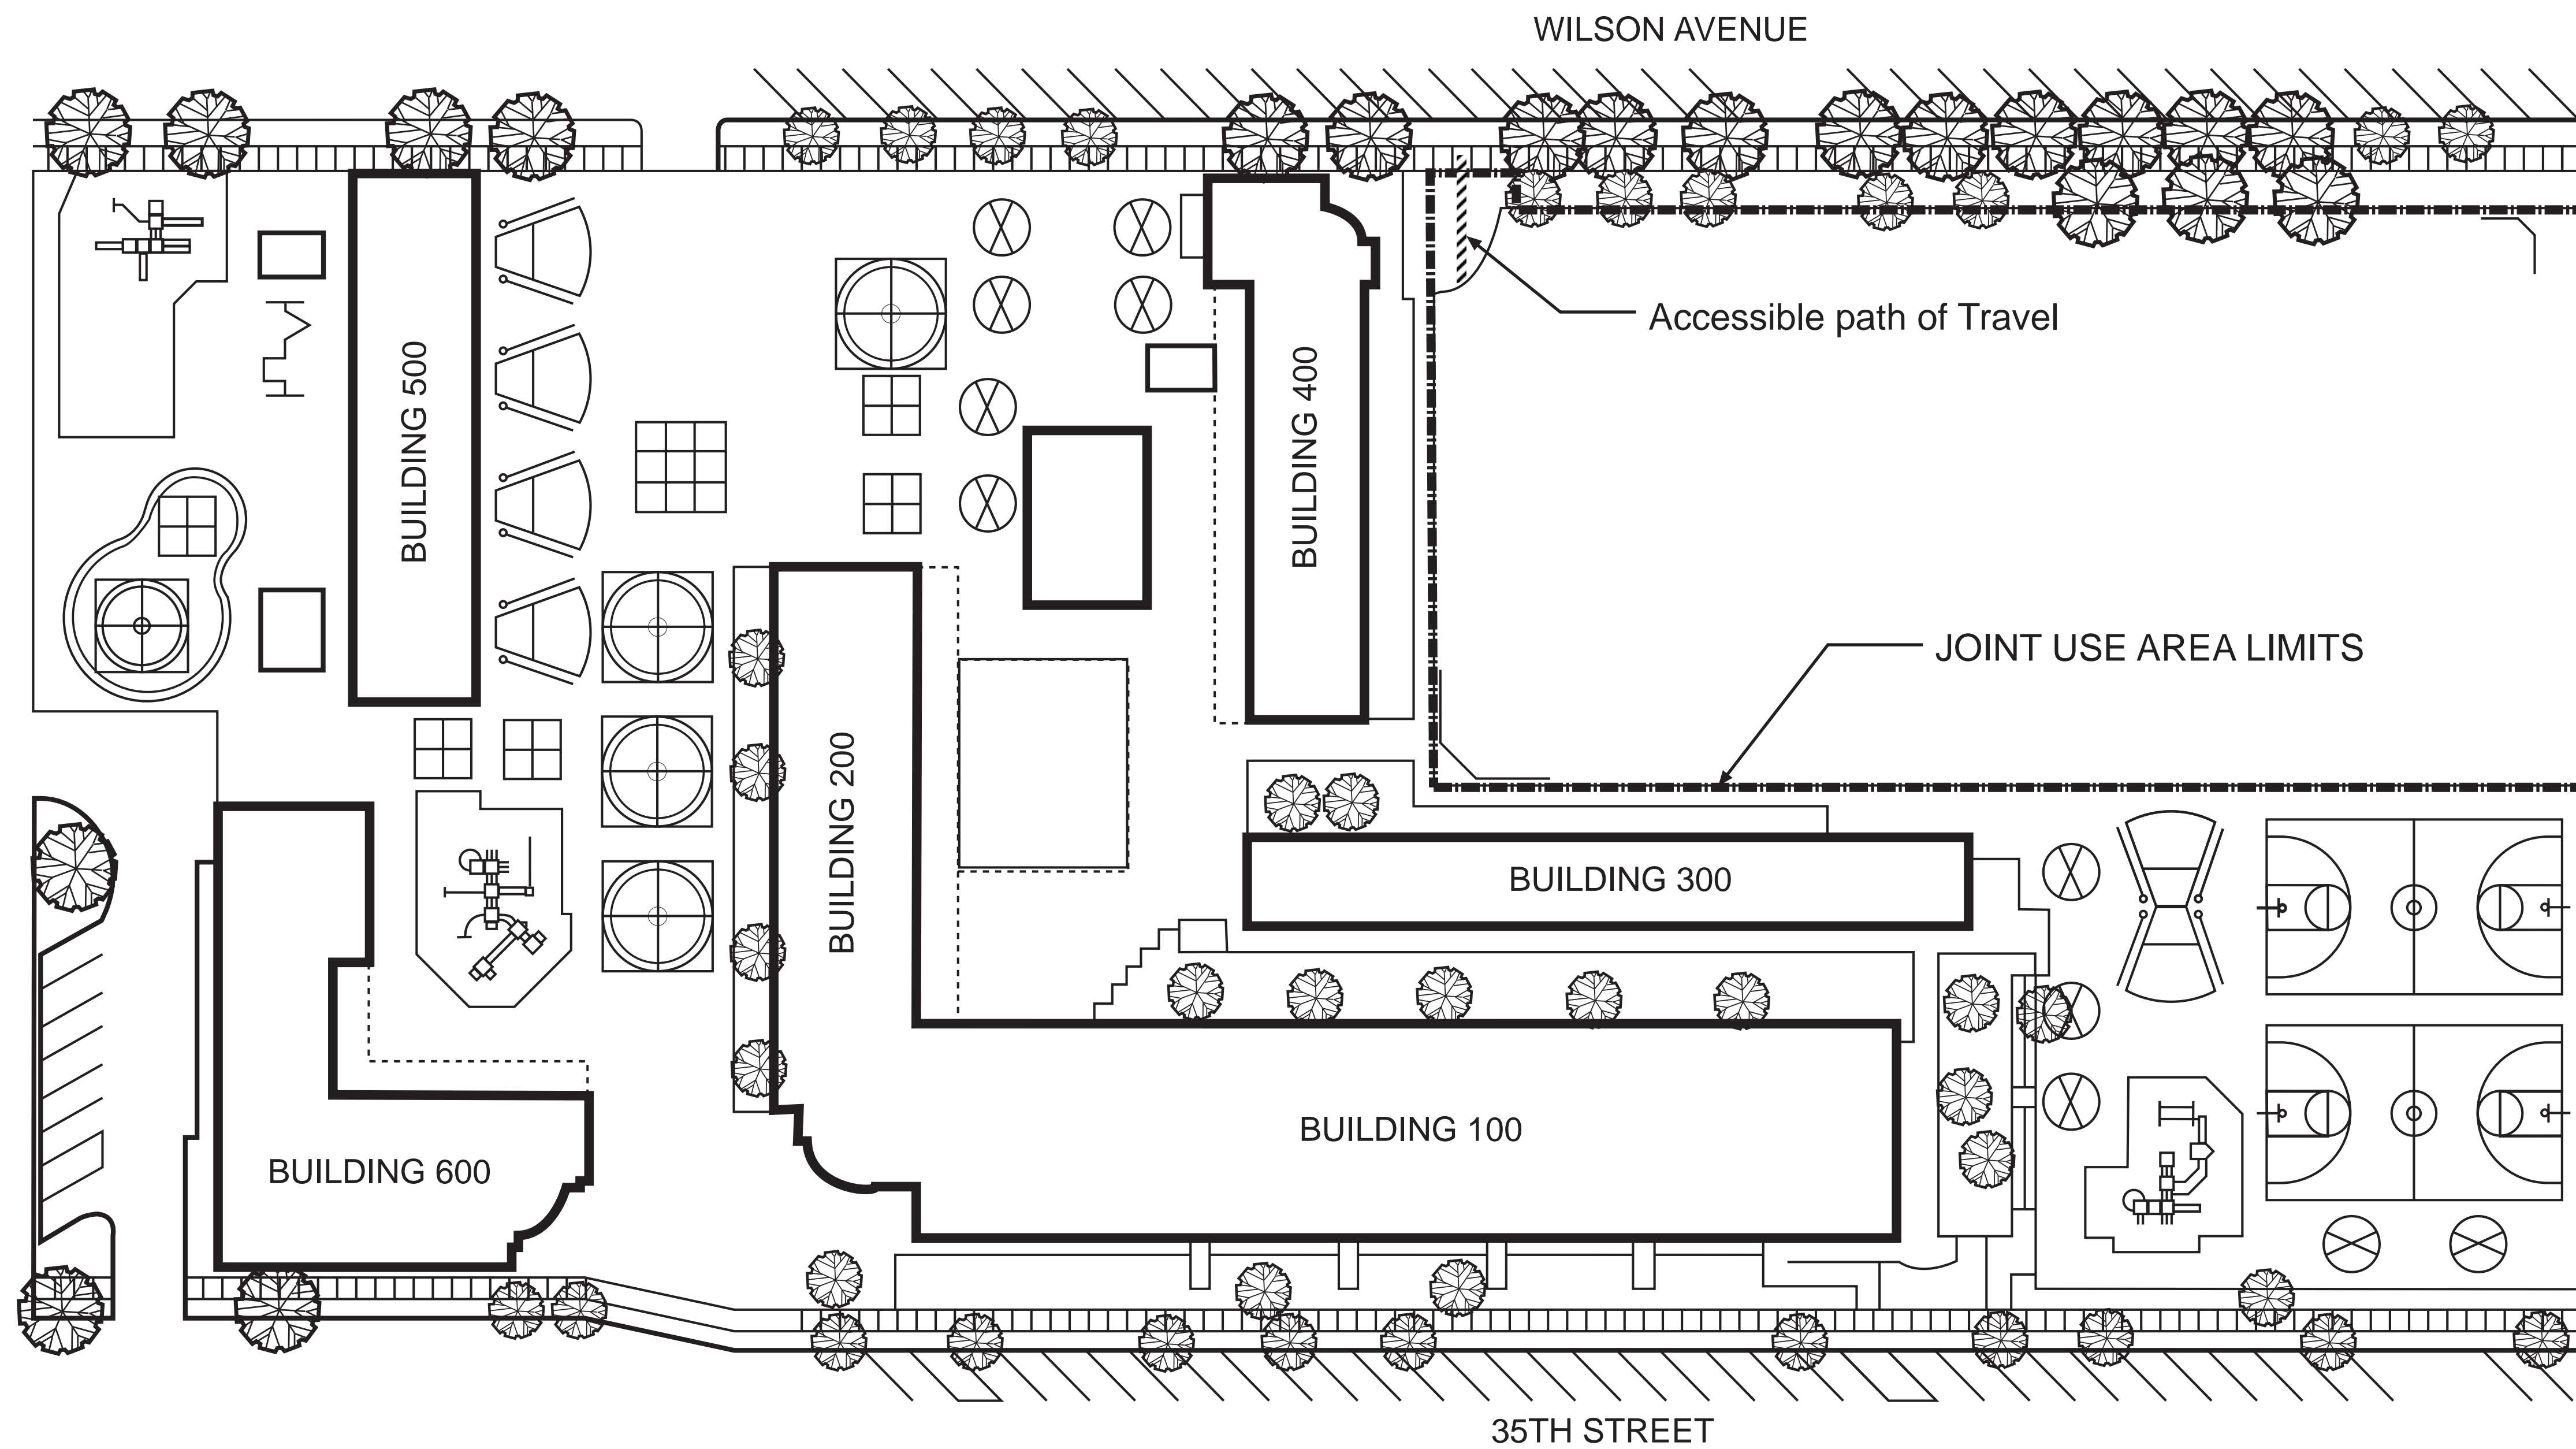 WILSON AVENUE
Accessible path of Travel
BUILDING 500
BUILDING 400
JOINT USE AREA LIMITS
BUILDING 200
BUILDING 300
BUILDING 100
BUILDING 600
35TH STREET